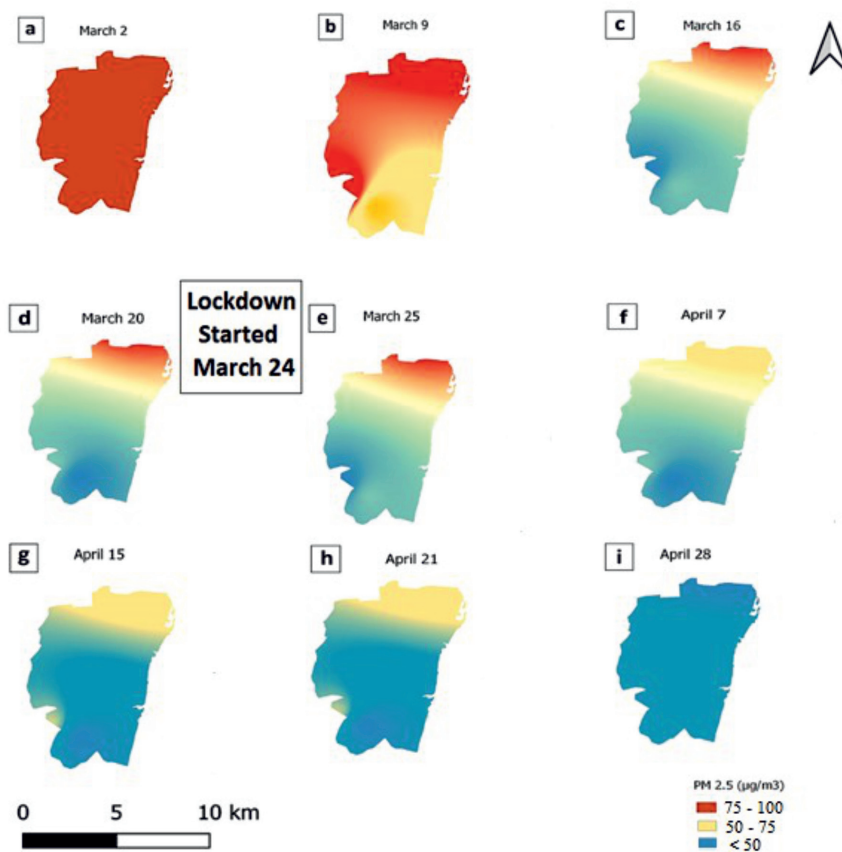 a March 2
b March 9
c March 16
d March 20
Lockdown
Started
March 24
e March 25
f April 7
g April 15
h April 21
i April 28
0 5 10 km
PM 2.5 (µg/m3)
75 - 100
50 - 75
< 50